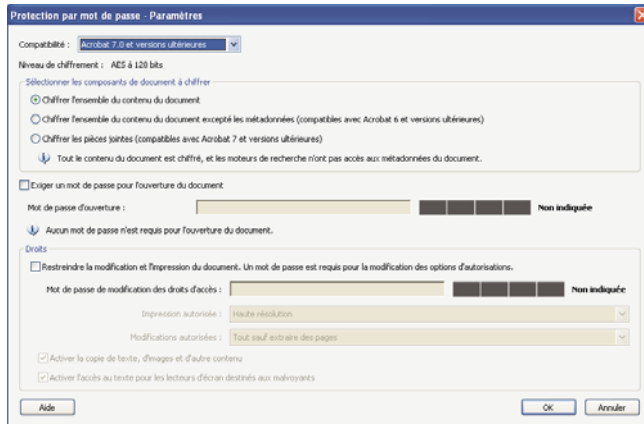 Protection par mot de passe - Paramètres
Compatibilité : Acrobat 7.0 et versions ultérieures
Niveau de chiffrement : AES à 128 bits
Sélectionner les composants de document à chiffrer
Chiffrer l'ensemble du contenu du document
Chiffrer l'ensemble du contenu du document excepté les métadonnées (compatibles avec Acrobat 6 et versions ultérieures)
Chiffrer les pièces jointes (compatibles avec Acrobat 7 et versions ultérieures)
Tout le contenu du document est chiffré, et les moteurs de recherche n'ont pas accès aux métadonnées du document.
Exiger un mot de passe pour l'ouverture du document
Mot de passe d'ouverture : Non indiquée
Aucun mot de passe n'est requis pour l'ouverture du document.
Droits
Restreindre la modification et l'impression du document. Un mot de passe est requis pour la modification des options d'autorisations.
Mot de passe de modification des droits d'accès : Non indiquée
Impression autorisée : Haute résolution
Modifications autorisées : Tout sauf extraire des pages
Activer la copie de texte, d'images et d'autre contenu
Activer l'accès au texte pour les lecteurs d'écran destinés aux malvoyants
Aide OK Annuler